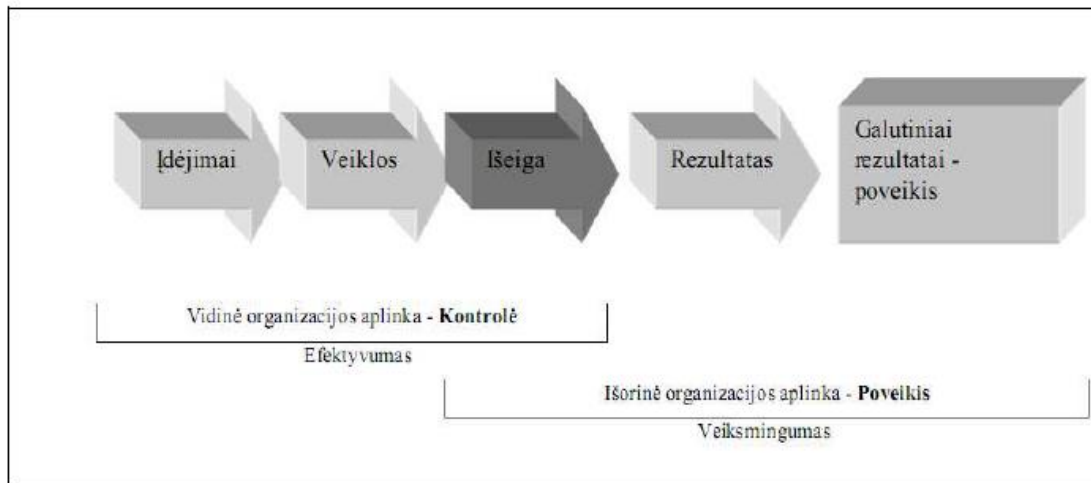 Įdėjimai
Veiklos
Išeiga
Rezultatas
Galutiniai
rezultatai -
poveikis
Vidinė organizacijos aplinka - Kontrolė
Efektyvumas
Išorinė organizacijos aplinka - Poveikis
Veiksmingumas